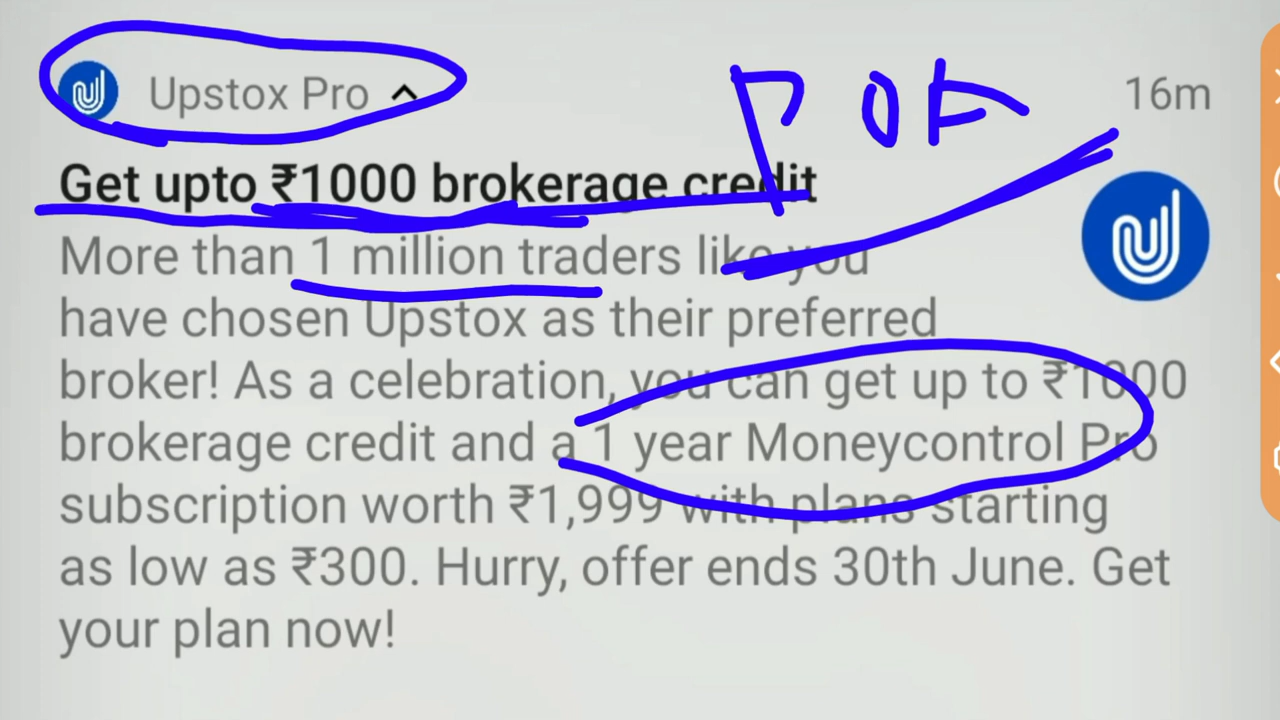 Upstox Pro
16m
Get upto ₹1000 brokerage credit
More than 1 million traders like you
have chosen Upstox as their preferred
broker! As a celebration, you can get up to ₹1000
brokerage credit and a 1 year Moneycontrol Pro
subscription worth ₹1,999 with plans starting
as low as ₹300. Hurry, offer ends 30th June. Get
your plan now!